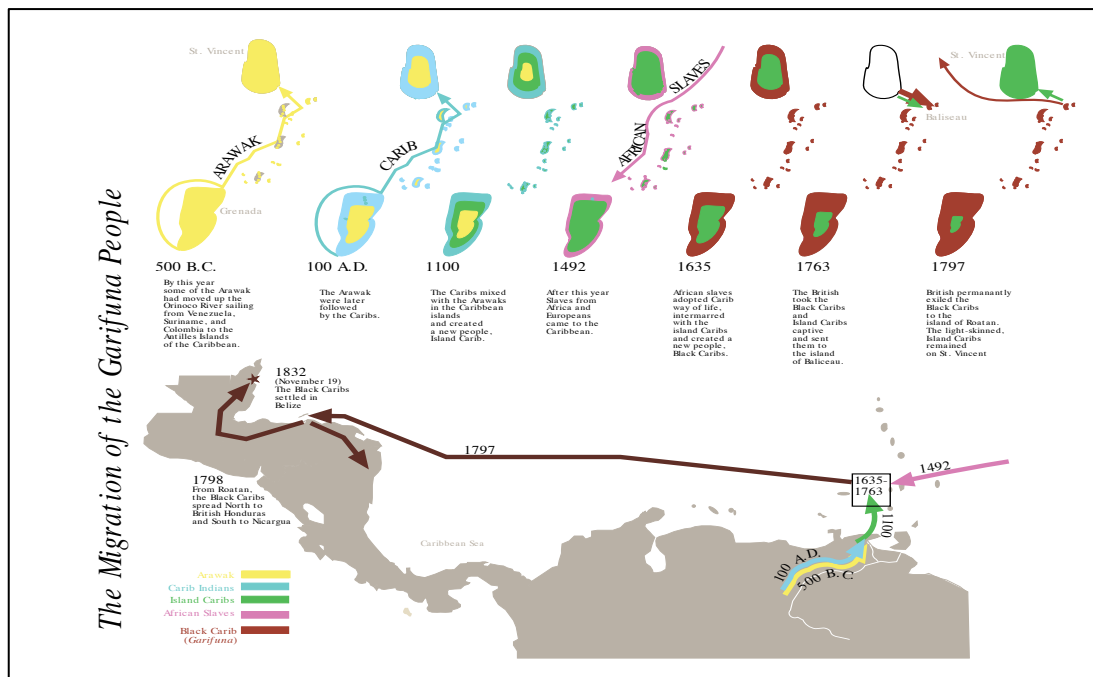 The Migration of the Garifuna People
St. Vincent
ARAWAK
Grenada
CARIB
AFRICAN
SLAVES
Baliseau
St. Vincent
500 B.C.
By this year
some of the Arawak
had moved up the
Orinoco River sailing
from Venezuela,
Suriname, and
Colombia to the
Antilles Islands
of the Caribbean.
100 A.D.
The Arawak
were later
followed
by the Caribs.
1100
The Caribs mixed
with the Arawaks
in the Caribbean
islands
and created
a new people,
Island Carib.
1492
After this year
Slaves from
Africa and
Europeans
came to the
Caribbean.
1635
African slaves
adopted Carib
way of life,
intermarred
with the
island Caribs
and created a
new people,
Black Caribs.
1763
The British
took the
Black Caribs
and
Island Caribs
captive
and sent
them to
the island
of Baliceau.
1797
British permanantly
exiled the
Black Caribs
to the
island of Roatan.
The light-skinned,
Island Caribs
remained
on St. Vincent
1832
(November 19)
The Black Caribs
settled in
Belize
1797
1492
1635-
1763
1100
1798
From Roatan,
the Black Caribs
spread North to
British Honduras
and South to Nicargua
Caribbean Sea
100 A.D.
500 B.C
Arawak
Carib Indians
Island Caribs
African Slaves
Black Carib
(Garifuna)